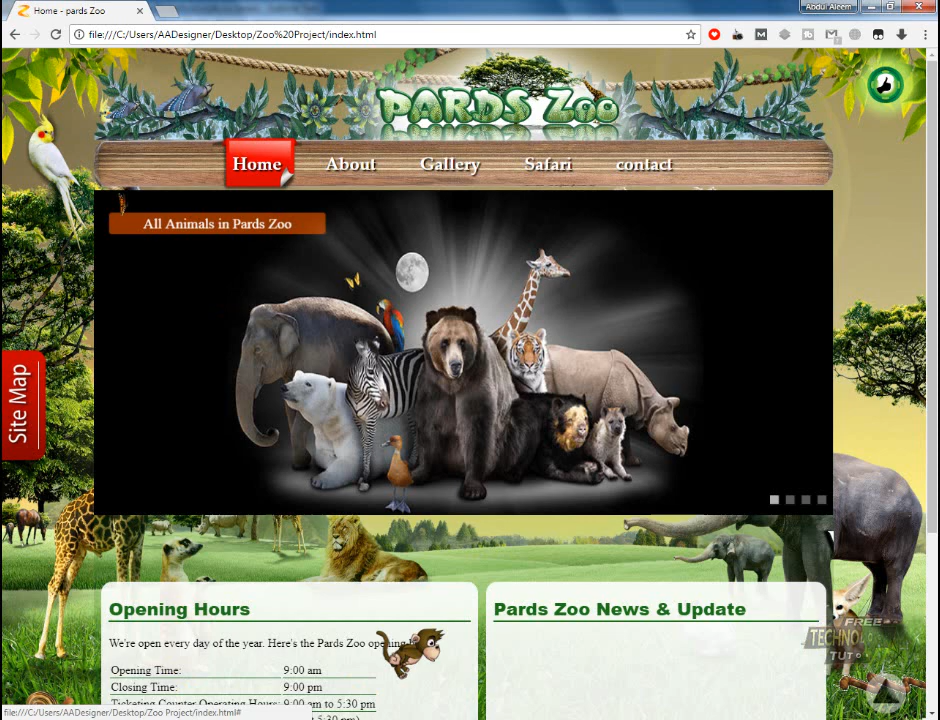 Home - pards Zoo
Abdul Aleem
file:///C:/Users/AADesigner/Desktop/Zoo%20Project/index.html
PARDS Zoo
Home
About
Gallery
Safari
contact
All Animals in Pards Zoo
Site Map
Opening Hours
We're open every day of the year. Here's the Pards Zoo
Opening Time: 9:00 am
Closing Time: 9:00 pm
Ticketing Counter Operating Hours: 9:00 am to 5:30 pm
5:30 pm)
Pards Zoo News & Update
FREE
TECHNO
TUT
file:///C:/Users/AADesigner/Desktop/Zoo Project/index.html#